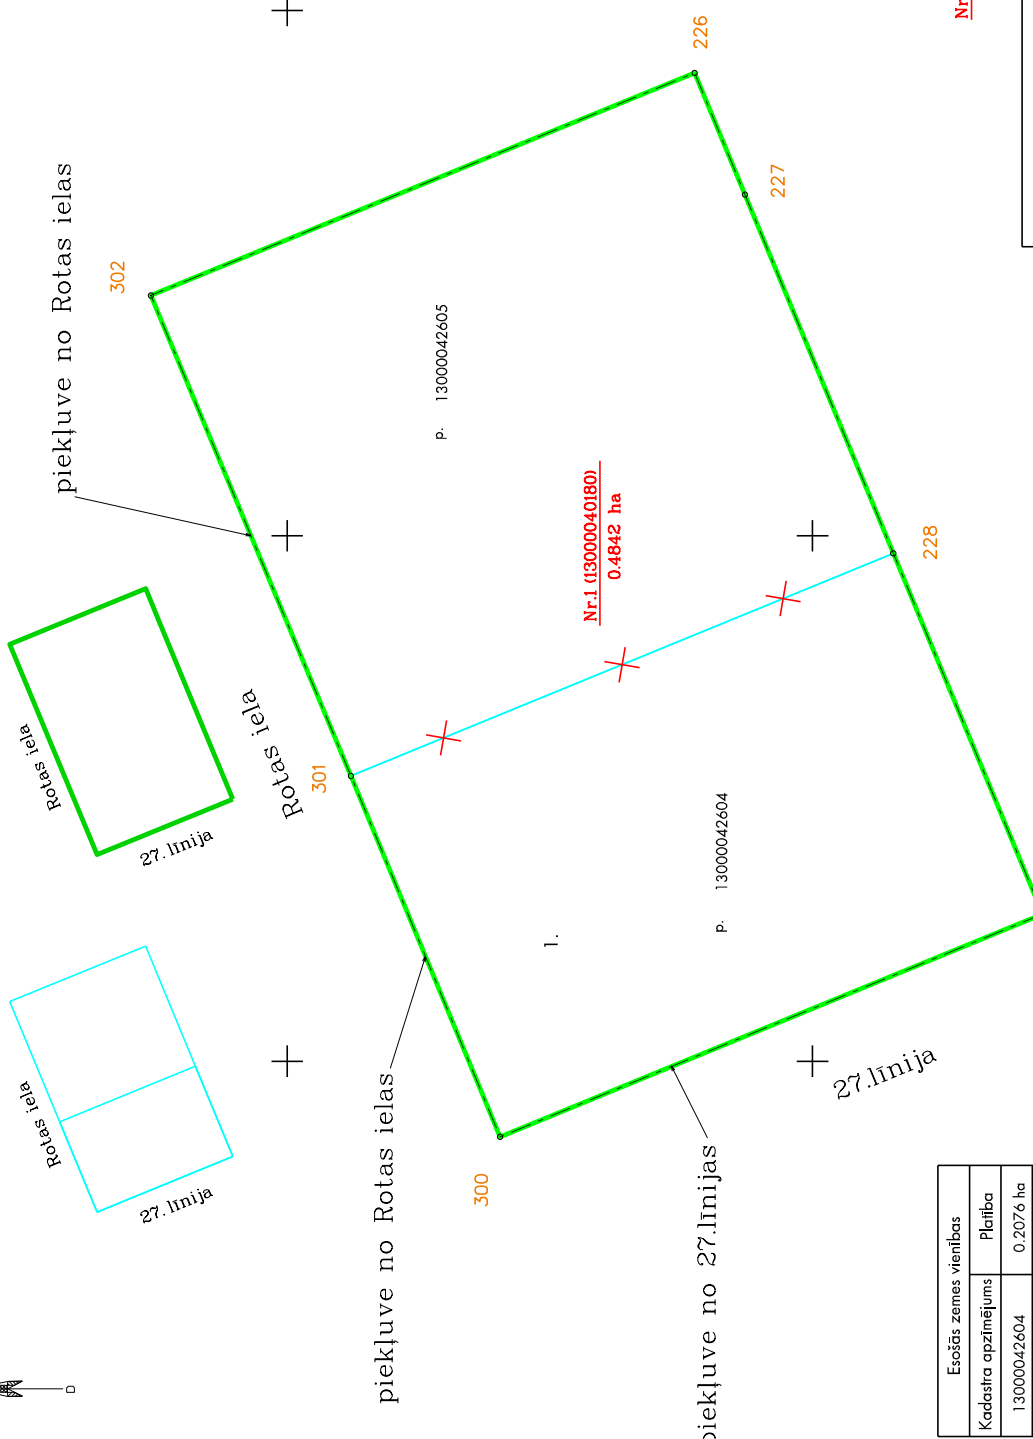 piekļuve no Rotas ielas
302
226
227
p. 13000042605
Nr.1 (13000040180)
0.4842 ha
228
Rotas iela
27.līnija
Rotas iela
301
1.
p. 13000042604
Rotas iela
27.līnija
piekļuve no Rotas ielas
300
piekļuve no 27.līnijas
27.līnija
Nr
D
Esošās zemes vienības
Kadastra apzīmējums Platība
13000042604 0.2076 ha